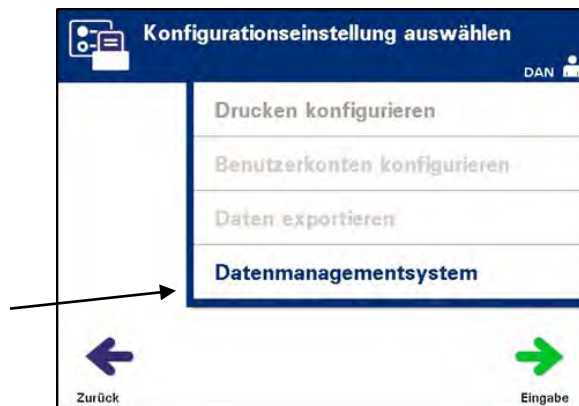 Konfigurationseinstellung auswählen
DAN
Drucken konfigurieren
Benutzerkonten konfigurieren
Daten exportieren
Datenmanagementsystem
Zurück
Eingabe